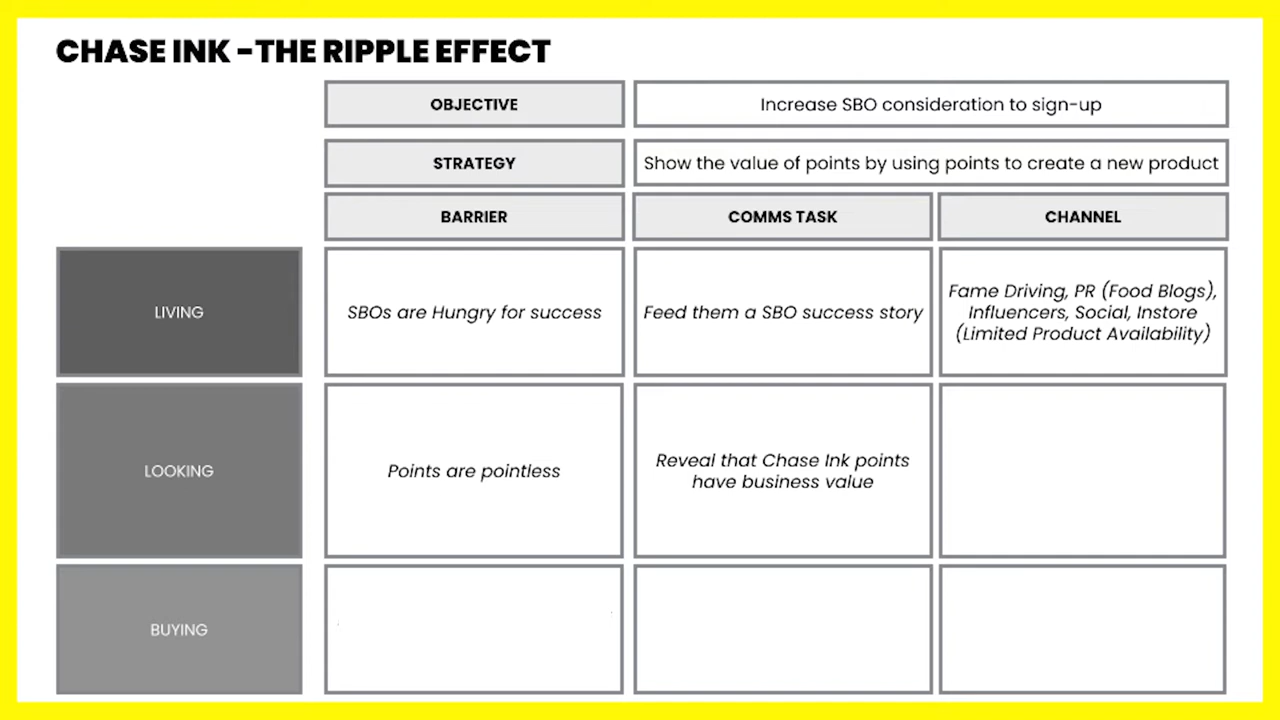 CHASE INK -THE RIPPLE EFFECT
OBJECTIVE
Increase SBO consideration to sign-up
STRATEGY
Show the value of points by using points to create a new product
BARRIER
COMMS TASK
CHANNEL
LIVING
SBOs are Hungry for success
Feed them a SBO success story
Fame Driving, PR (Food Blogs),
Influencers, Social, Instore
(Limited Product Availability)
LOOKING
Points are pointless
Reveal that Chase Ink points
have business value
BUYING